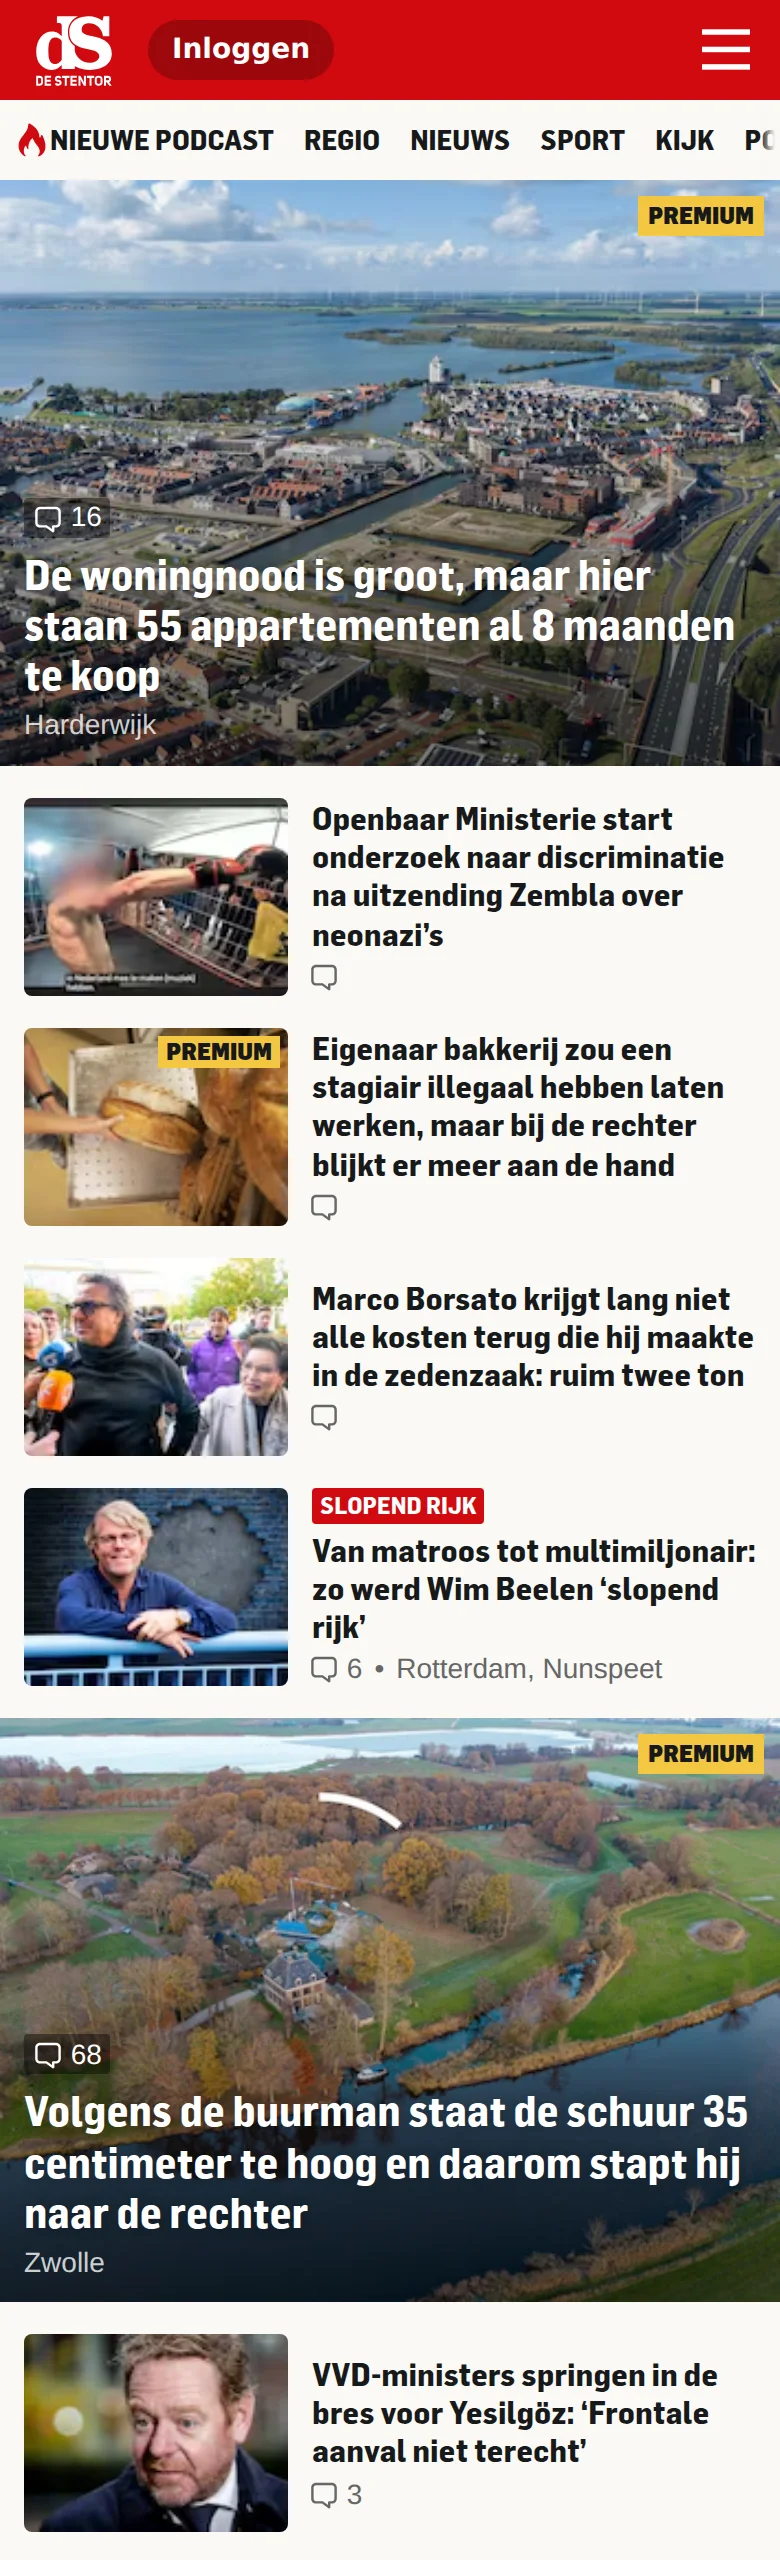 dS
DE STENTOR
Inloggen
NIEUWE PODCAST REGIO NIEUWS SPORT KIJK
PREMIUM
16
De woningnood is groot, maar hier
staan 55 appartementen al 8 maanden
te koop
Harderwijk
Openbaar Ministerie start
onderzoek naar discriminatie
na uitzending Zembla over
neonazi’s
PREMIUM
Eigenaar bakkerij zou een
stagiair illegaal hebben laten
werken, maar bij de rechter
blijkt er meer aan de hand
Marco Borsato krijgt lang niet
alle kosten terug die hij maakte
in de zedenzaak: ruim twee ton
SLOPEND RIJK
Van matroos tot multimiljonair:
zo werd Wim Beelen ‘slopend
rijk’
6 • Rotterdam, Nunspeet
PREMIUM
68
Volgens de buurman staat de schuur 35
centimeter te hoog en daarom stapt hij
naar de rechter
Zwolle
VVD-ministers springen in de
bres voor Yesilgöz: ‘Frontale
aanval niet terecht’
3